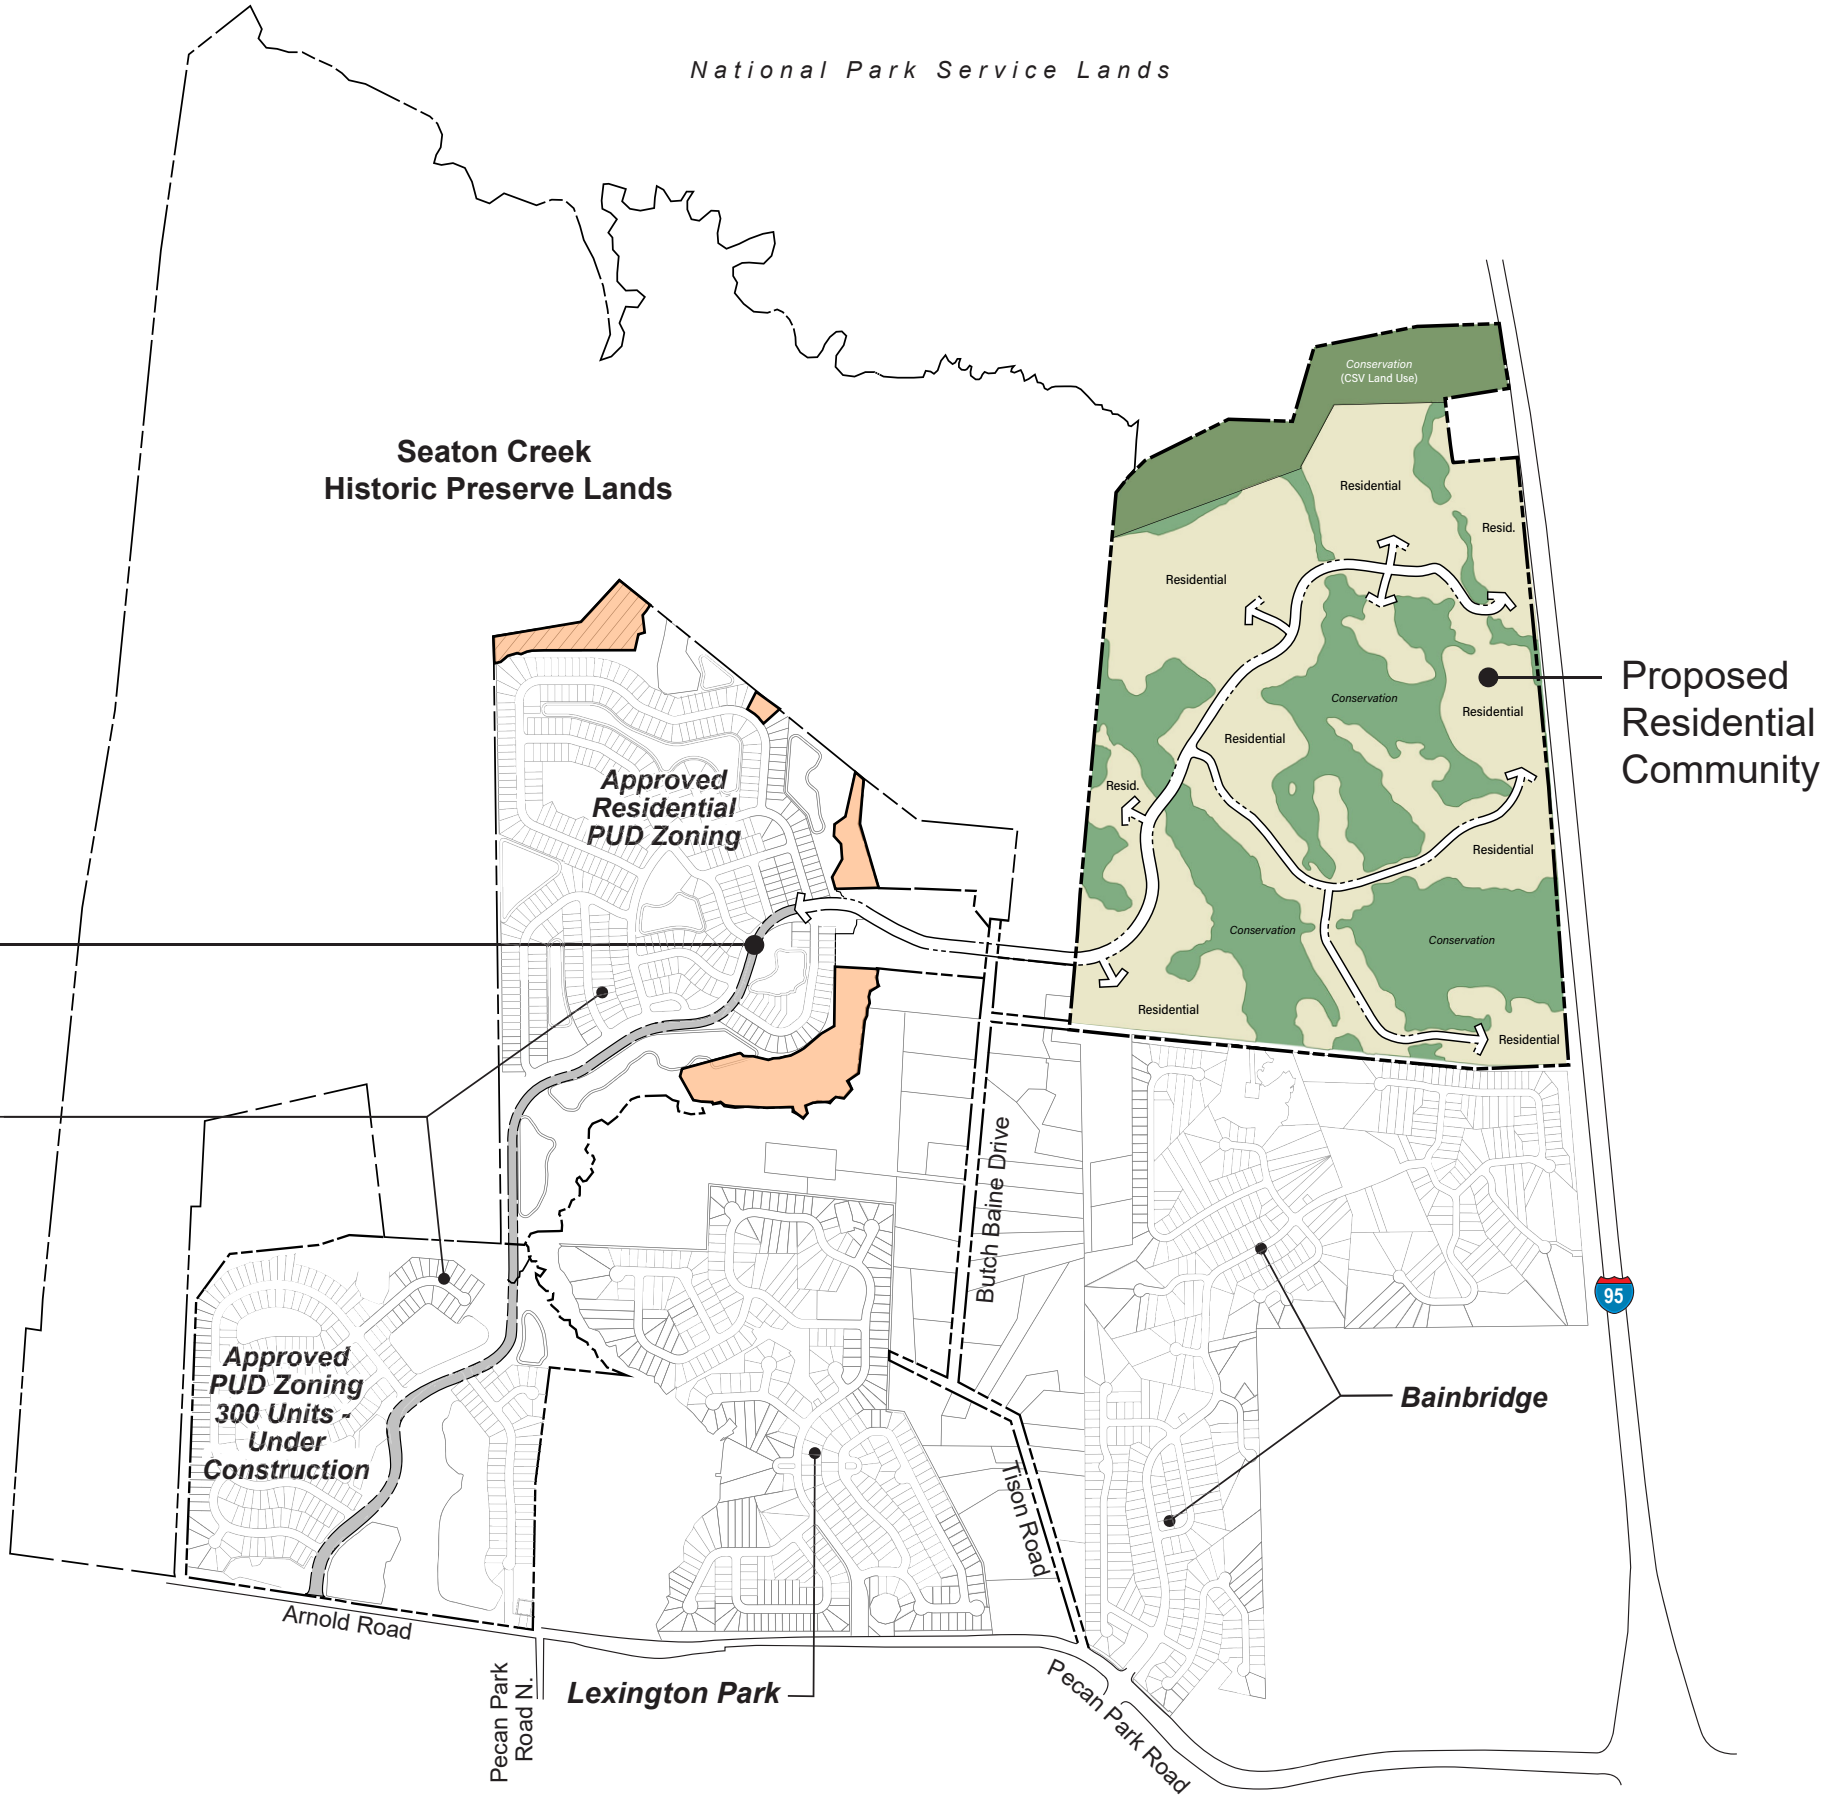 National Park Service Lands
Conservation
(CSV Land Use)
Seaton Creek
Historic Preserve Lands
Residential
Resid.
Residential
Proposed
Residential
Community
Conservation
Residential
Residential
Approved
Residential
PUD Zoning
Resid.
Residential
Conservation
Conservation
Residential
Residential
Butch Baine Drive
95
Approved
PUD Zoning
300 Units -
Under
Construction
Bainbridge
Tison Road
Arnold Road
Pecan Park
Road N.
Lexington Park
Pecan Park Road